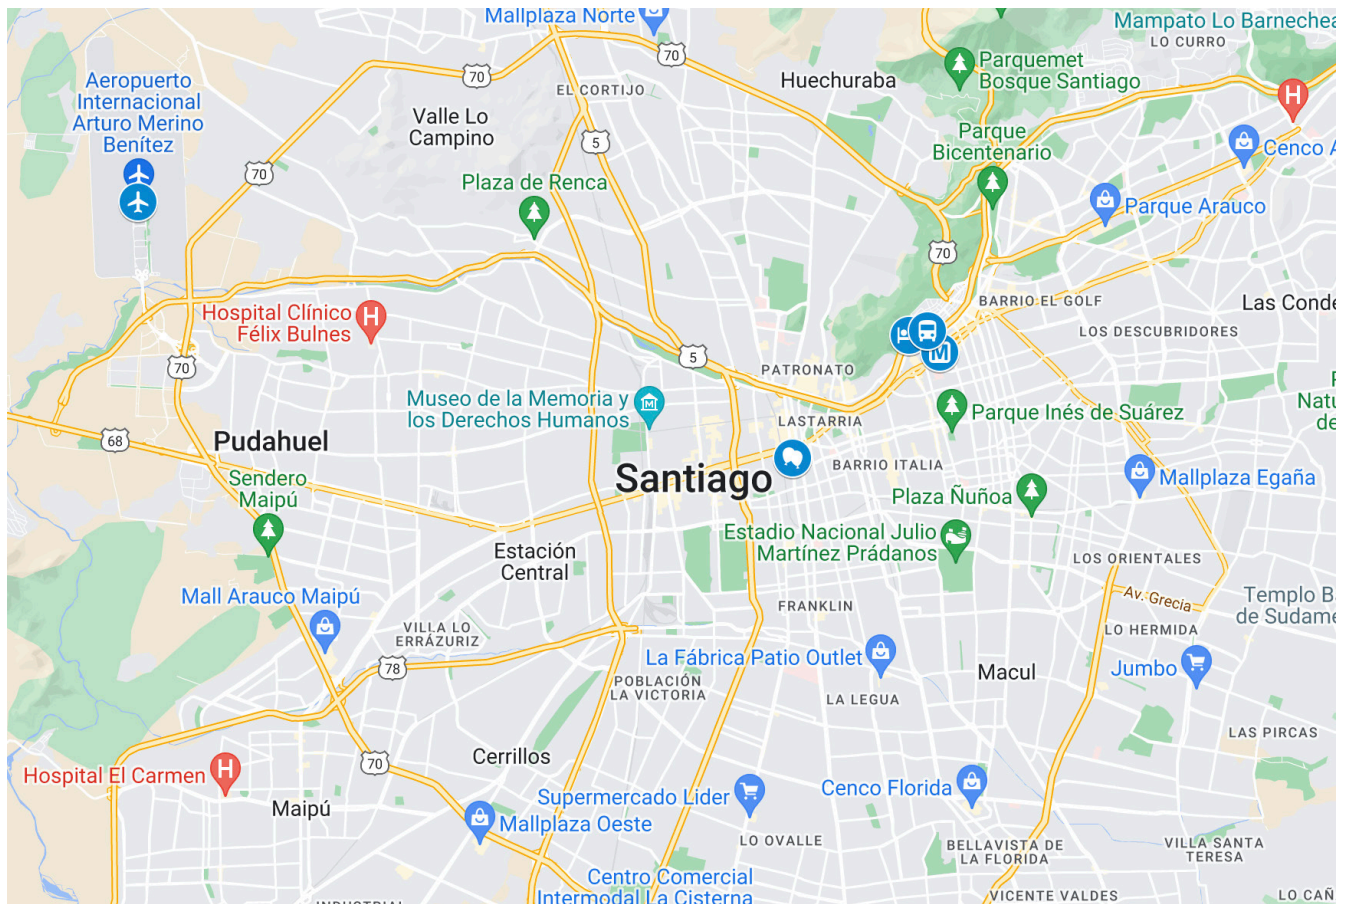 Mallplaza Norte
Mampato Lo Barnechea
LO CURRO
70
70
Parquemet
Bosque Santiago
Huechuraba
EL CORTIJO
Aeropuerto
Internacional
Arturo Merino
Benítez
Valle Lo
Campino
H
5
Parque
Bicentenario
Cenco A
70
Plaza de Renca
Parque Arauco
70
Hospital Clínico
Félix Bulnes
H
BARRIO EL GOLF
Las Conde
LOS DESCUBRIDORES
5
70
PATRONATO
M
Museo de la Memoria y
los Derechos Humanos
Parque Inés de Suárez
Natu
de
LASTARRIA
68
Pudahuel
Santiago
BARRIO ITALIA
Mallplaza Egaña
Sendero
Maipú
Plaza Ñuñoa
Estadio Nacional Julio
Martínez Prádanos
Estación
Central
LOS ORIENTALES
Av. Grecia
Templo B
de Sudame
Mall Arauco Maipú
FRANKLIN
VILLA LO
ERRÁZURIZ
LO HERMIDA
La Fábrica Patio Outlet
78
Macul
Jumbo
POBLACIÓN
LA VICTORIA
LA LEGUA
LAS PIRCAS
Cerrillos
70
Hospital El Carmen
H
Maipú
Supermercado Lider
Cenco Florida
Mallplaza Oeste
LO OVALLE
BELLAVISTA DE
LA FLORIDA
VILLA SANTA
TERESA
Centro Comercial
Intermodal La Cisterna
VICENTE VALDES
LO CAÑ
INDUSTRIAL